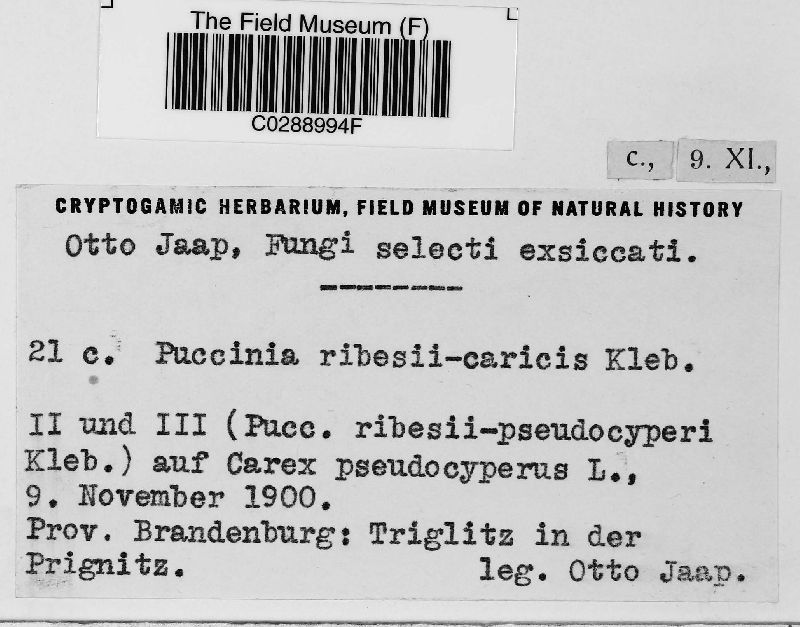 The Field Museum (F)
C0288994F
c., 9. XI.,
CRYPTOGAMIC HERBARIUM, FIELD MUSEUM OF NATURAL HISTORY
Otto Jaap, Fungi selecti exsiccati.
21 c. Puccinia ribesii-caricis Kleb.
II und III (Pucc. ribesii-pseudocyperi
Kleb.) auf Carex pseudocyperus L.,
9. November 1900.
Prov. Brandenburg: Triglitz in der
Prignitz. leg. Otto Jaap.